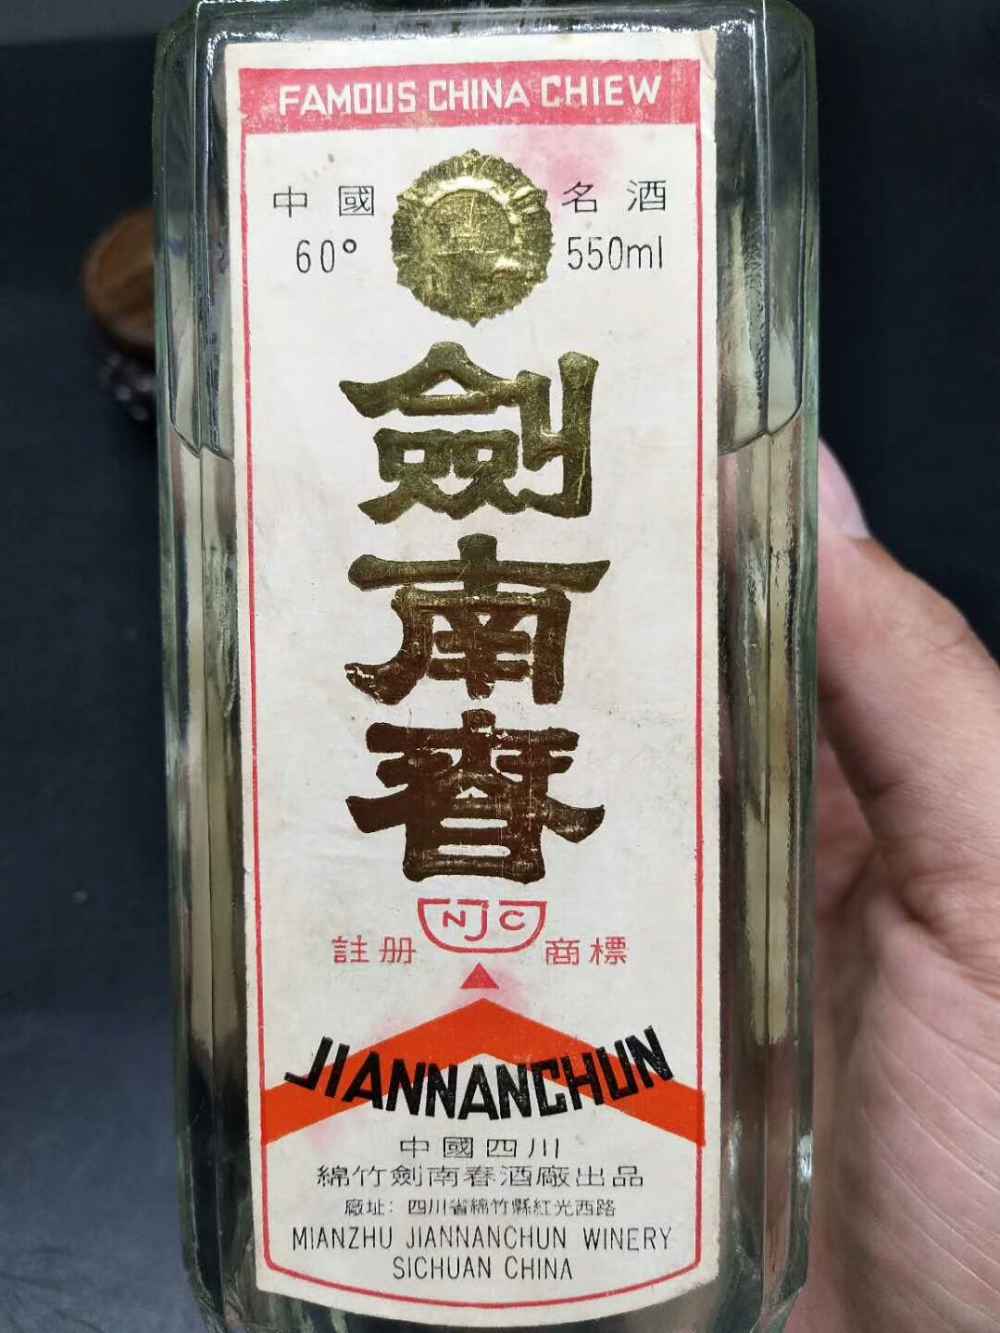 FAMOUS CHINA CHIEW
中國 名酒
60° 550ml
劍南春
NJC
註册 商標
JIANNANCHUN
中國四川
綿竹劍南春酒廠出品
廠址：四川省綿竹縣紅光西路
MIANZHU JIANNANCHUN WINERY
SICHUAN CHINA